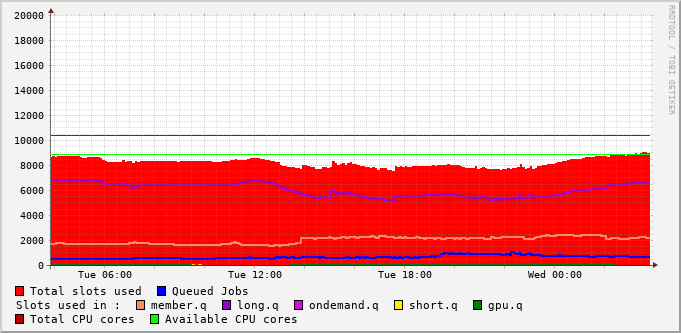 20000
18000
16000
14000
12000
10000
8000
6000
4000
2000
0
Tue 06:00 Tue 12:00 Tue 18:00 Wed 00:00
Total slots used Queued Jobs
Slots used in : member.q long.q ondemand.q short.q gpu.q
Total CPU cores Available CPU cores
RRDTOOL / TOBI OETIKER